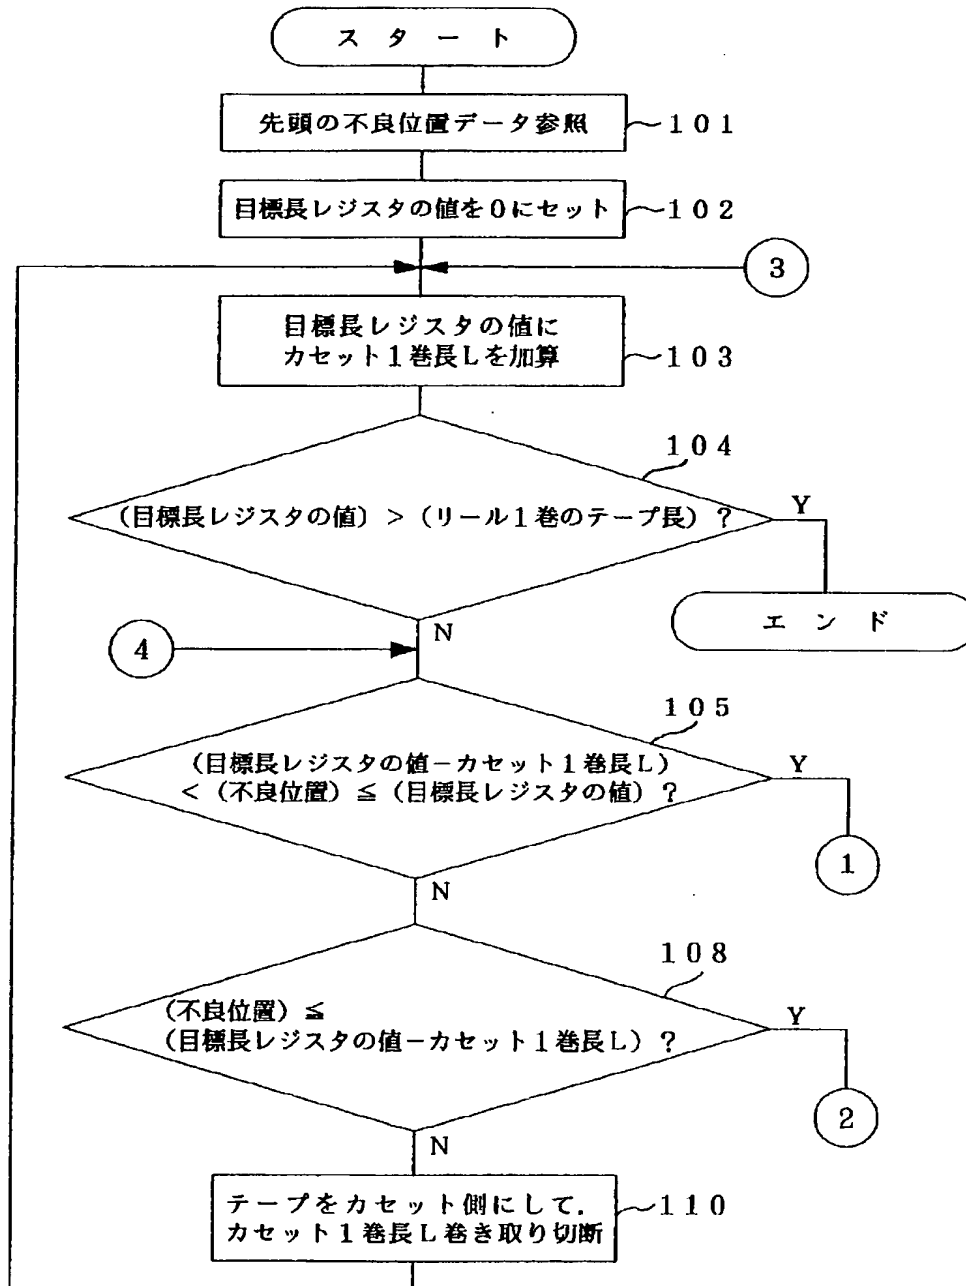 スタート
先頭の不良位置データ参照
101
目標長レジスタの値を0にセット
102
3
目標長レジスタの値に
カセット1巻長Lを加算
103
104
(目標長レジスタの値) > (リール1巻のテープ長) ?
Y
エンド
N
4
105
(目標長レジスタの値-カセット1巻長L)
< (不良位置) ≦ (目標長レジスタの値) ?
Y
1
N
108
(不良位置) ≦
(目標長レジスタの値-カセット1巻長L) ?
Y
2
N
テープをカセット側にして.
カセット1巻長L巻き取り切断
110